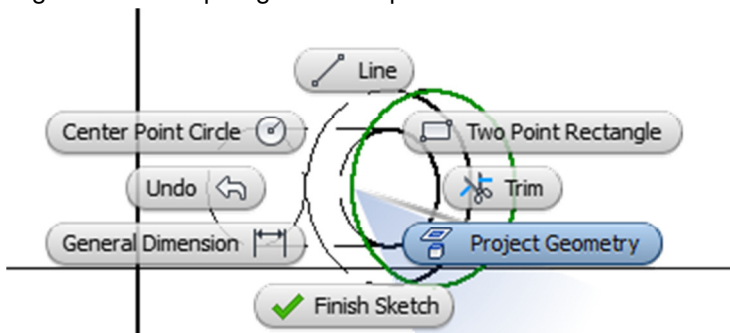 Line
Center Point Circle
Two Point Rectangle
Undo
Trim
General Dimension
Project Geometry
Finish Sketch